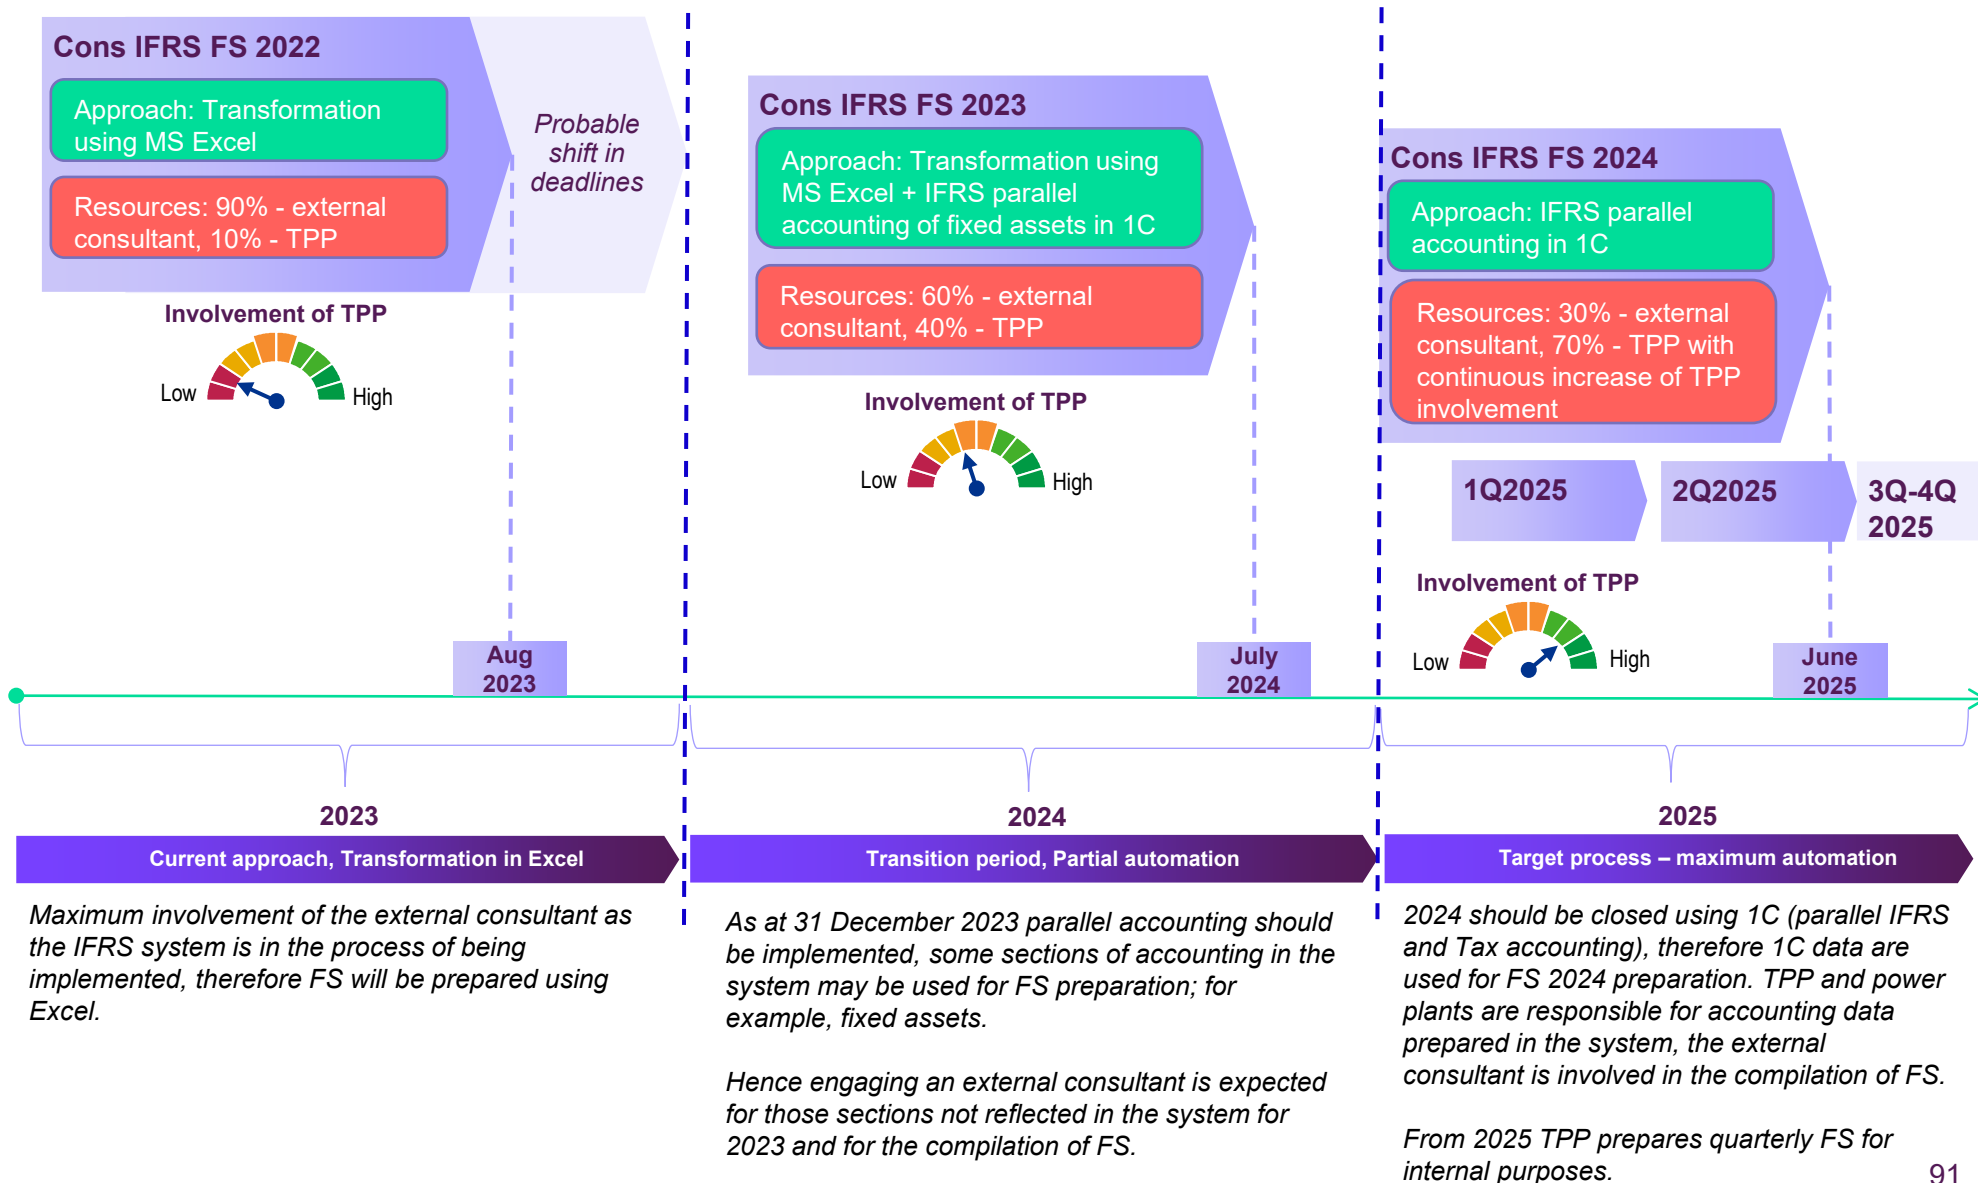 Cons IFRS FS 2022
Approach: Transformation
using MS Excel
Resources: 90% - external
consultant, 10% - TPP
Probable
shift in
deadlines
Involvement of TPP
Low
High
Aug
2023
Cons IFRS FS 2023
Approach: Transformation using
MS Excel + IFRS parallel
accounting of fixed assets in 1C
Resources: 60% - external
consultant, 40% - TPP
Involvement of TPP
Low
High
July
2024
Cons IFRS FS 2024
Approach: IFRS parallel
accounting in 1C
Resources: 30% - external
consultant, 70% - TPP with
continuous increase of TPP
involvement
1Q2025
2Q2025
3Q-4Q
2025
Involvement of TPP
Low
High
June
2025
2023
Current approach, Transformation in Excel
Maximum involvement of the external consultant as
the IFRS system is in the process of being
implemented, therefore FS will be prepared using
Excel.
2024
Transition period, Partial automation
As at 31 December 2023 parallel accounting should
be implemented, some sections of accounting in the
system may be used for FS preparation; for
example, fixed assets.
Hence engaging an external consultant is expected
for those sections not reflected in the system for
2023 and for the compilation of FS.
2025
Target process – maximum automation
2024 should be closed using 1C (parallel IFRS
and Tax accounting), therefore 1C data are
used for FS 2024 preparation. TPP and power
plants are responsible for accounting data
prepared in the system, the external
consultant is involved in the compilation of FS.
From 2025 TPP prepares quarterly FS for
internal purposes.
91